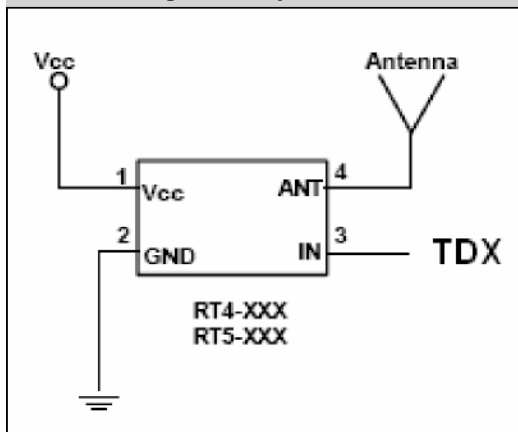 Vcc
Antenna
1
Vcc
ANT
4
2
GND
IN
3
TDX
RT4-XXX
RT5-XXX